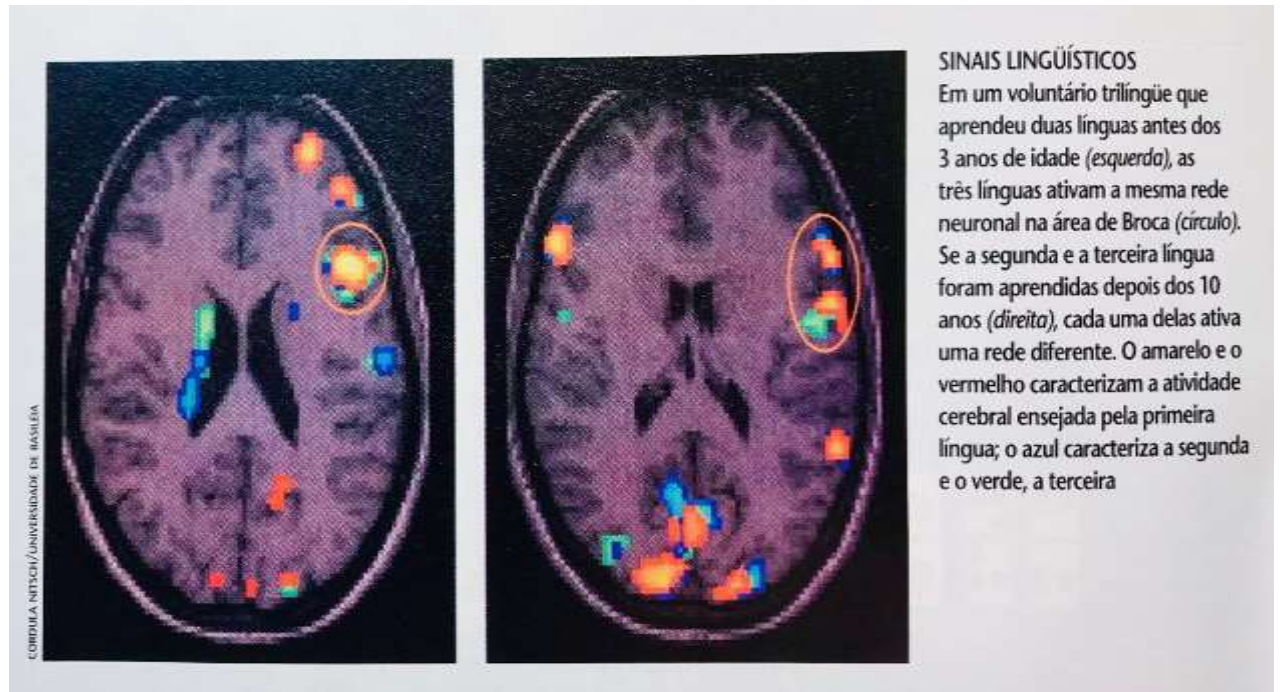 SINAIS LINGÜÍSTICOS
Em um voluntário trilíngüe que
aprendeu duas línguas antes dos
3 anos de idade (esquerda), as
três línguas ativam a mesma rede
neuronal na área de Broca (círculo).
Se a segunda e a terceira língua
foram aprendidas depois dos 10
anos (direita), cada uma delas ativa
uma rede diferente. O amarelo e o
vermelho caracterizam a atividade
cerebral ensejada pela primeira
língua; o azul caracteriza a segunda
e o verde, a terceira
CORDULA NITSCH/UNIVERSIDADE DE BASILÉIA